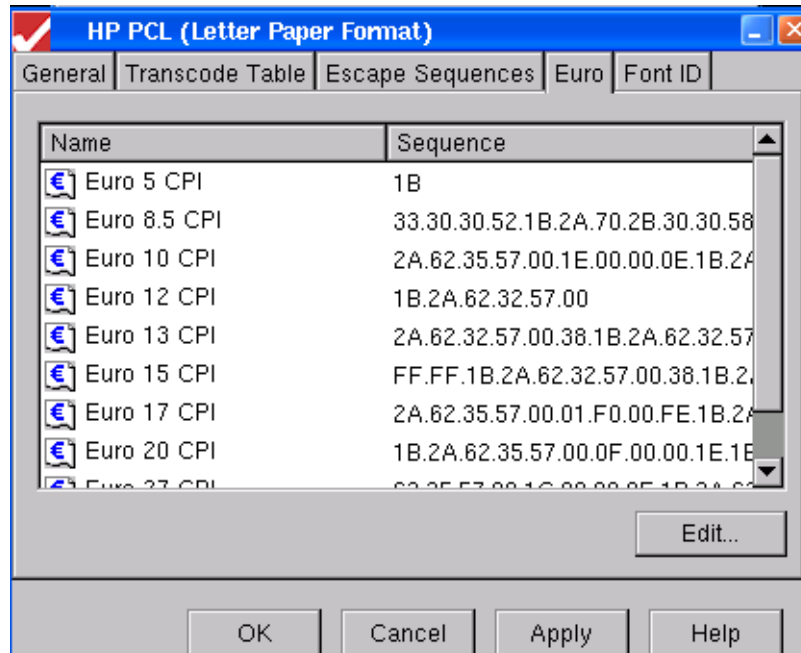 HP PCL (Letter Paper Format)
General Transcode Table Escape Sequences Euro Font ID
Name Sequence
Euro 5 CPI 1B
Euro 8.5 CPI 33.30.30.52.1B.2A.70.2B.30.30.58
Euro 10 CPI 2A.62.35.57.00.1E.00.00.0E.1B.2A
Euro 12 CPI 1B.2A.62.32.57.00
Euro 13 CPI 2A.62.32.57.00.38.1B.2A.62.32.57
Euro 15 CPI FF.FF.1B.2A.62.32.57.00.38.1B.2
Euro 17 CPI 2A.62.35.57.00.01.F0.00.FE.1B.2A
Euro 20 CPI 1B.2A.62.35.57.00.0F.00.00.1E.1B
Euro 27 CPI
Edit...
OK Cancel Apply Help